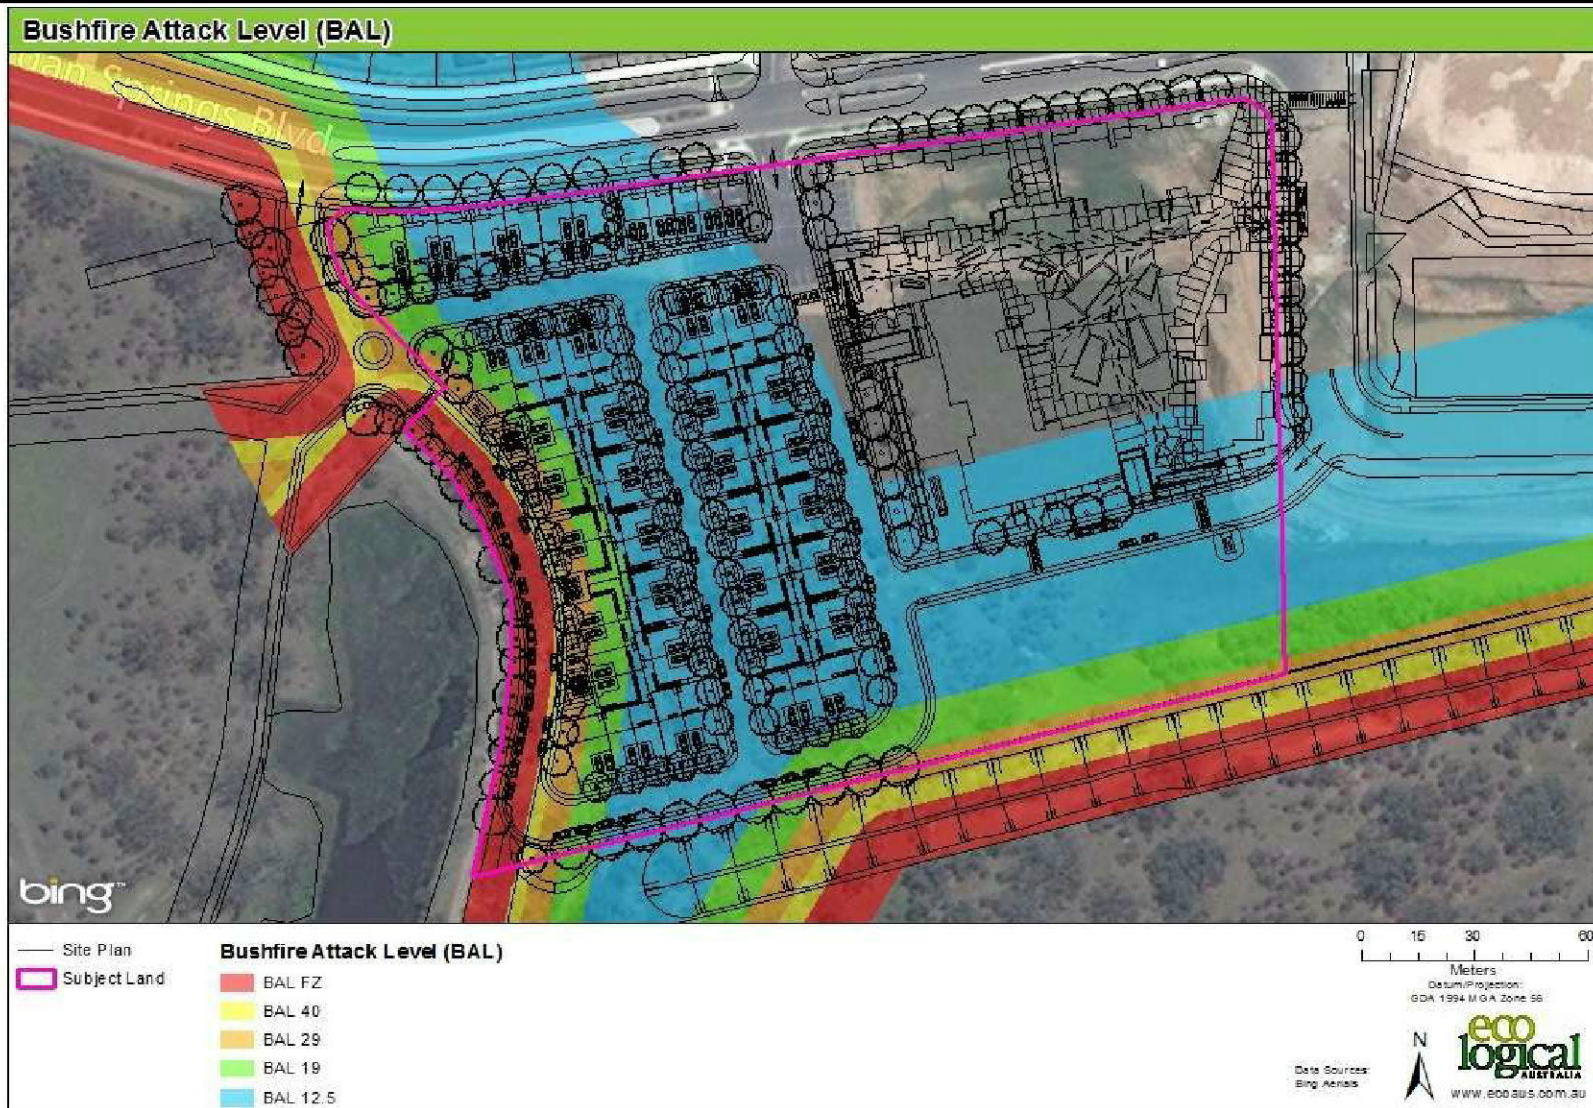 Bushfire Attack Level (BAL)
dan Springs Blvd
bing™
Site Plan
Subject Land
Bushfire Attack Level (BAL)
BAL FZ
BAL 40
BAL 29
BAL 19
BAL 12.5
0 15 30 60
Meters
Datum/Projection:
GDA 1994 MGA Zone 56
N
Data Sources:
Bing Aerials
eco
logical
AUSTRALIA
www.ecoaus.com.au